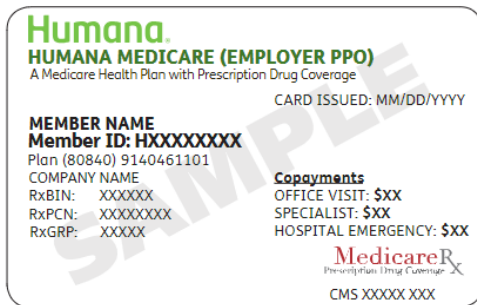 Humana.
HUMANA MEDICARE (EMPLOYER PPO)
A Medicare Health Plan with Prescription Drug Coverage
CARD ISSUED: MM/DD/YYYY
MEMBER NAME
Member ID: HXXXXXXXX
Plan (80840) 9140461101
COMPANY NAME
RxBIN: XXXXXX
RxPCN: XXXXXXXX
RxGRP: XXXXX
Copayments
OFFICE VISIT: $XX
SPECIALIST: $XX
HOSPITAL EMERGENCY: $XX
MedicareRx
Prescription Drug Coverage
CMS XXXXX XXX
SAMPLE